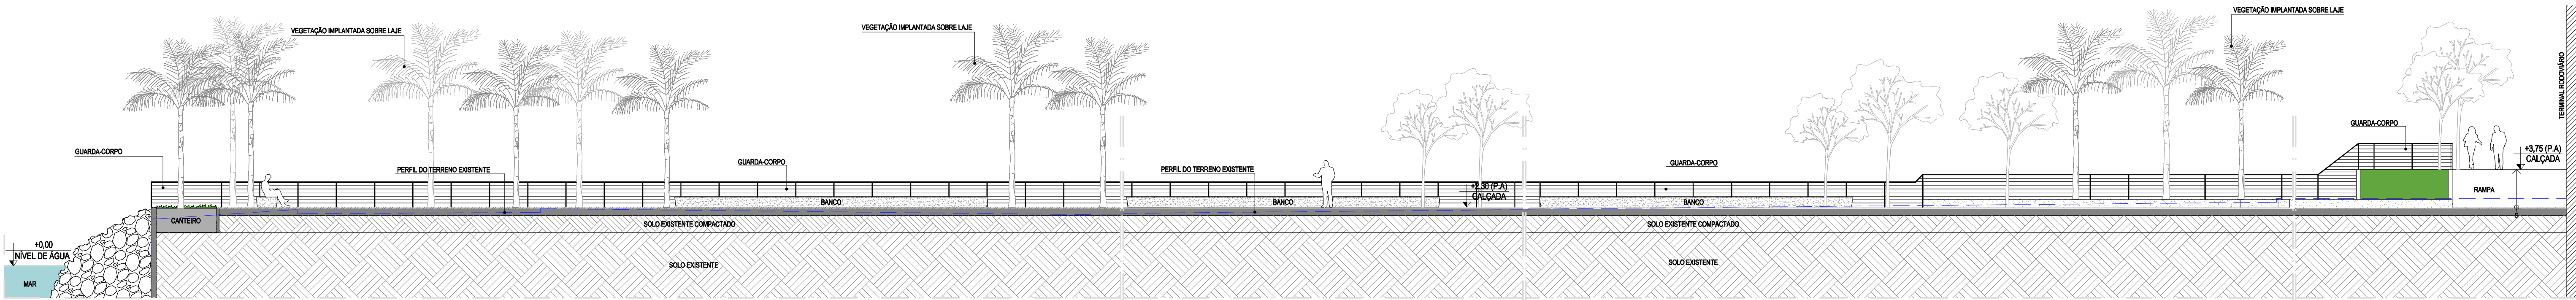 VEGETAÇÃO IMPLANTADA SOBRE LAJE
VEGETAÇÃO IMPLANTADA SOBRE LAJE
VEGETAÇÃO IMPLANTADA SOBRE LAJE
TERMINAL RODOVIÁRIO
GUARDA-CORPO
GUARDA-CORPO
GUARDA-CORPO
GUARDA-CORPO
PERFIL DO TERRENO EXISTENTE
PERFIL DO TERRENO EXISTENTE
+3,75 (P.A)
CALÇADA
+2,30 (P.A)
CALÇADA
RAMPA
BANCO
BANCO
BANCO
S
CANTEIRO
SOLO EXISTENTE COMPACTADO
SOLO EXISTENTE COMPACTADO
+0,00
NÍVEL DE ÁGUA
SOLO EXISTENTE
SOLO EXISTENTE
MAR